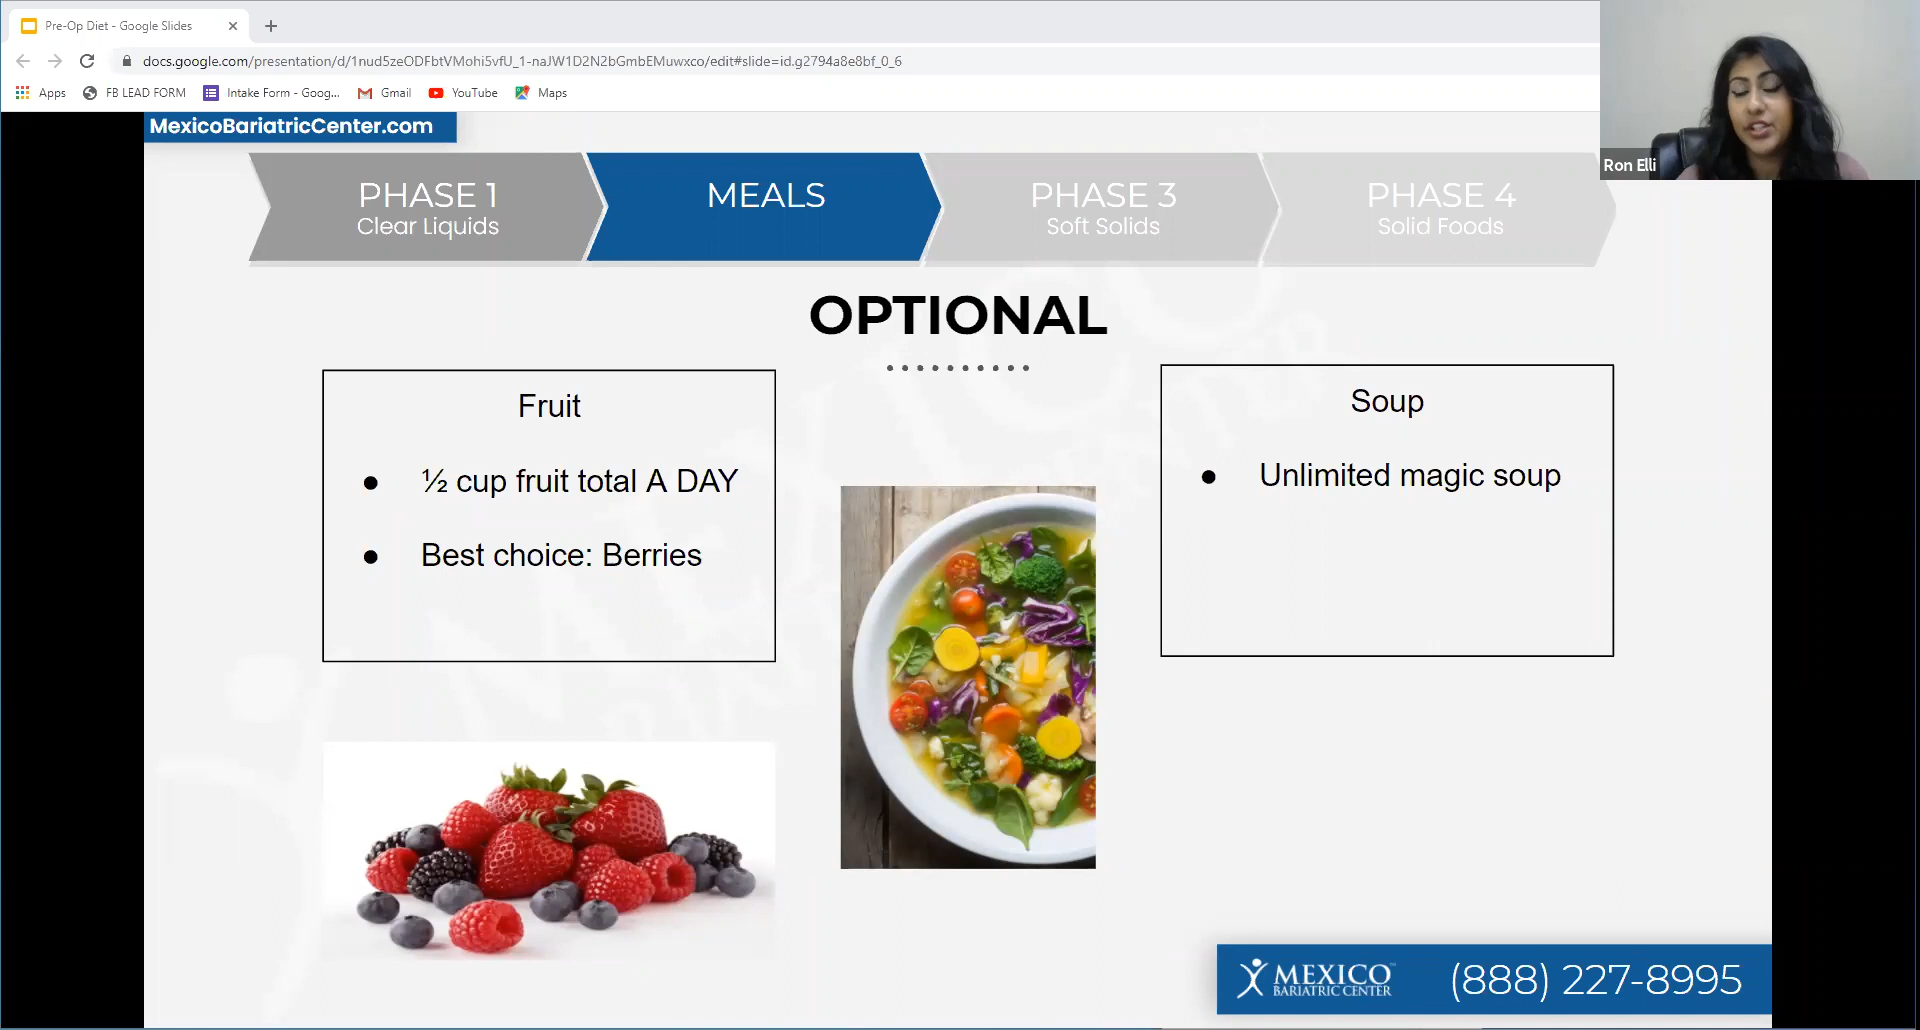 Pre-Op Diet - Google Slides
docs.google.com/presentation/d/1nud5zeODFbtVMohi5vfU_1-naJW1D2N2bGmbEMuwxco/edit#slide=id.g2794a8e8bf_0_6
Apps FB LEAD FORM Intake Form - Goog... Gmail YouTube Maps
MexicoBariatricCenter.com
Ron Elli
PHASE 1
Clear Liquids
MEALS
PHASE 3
Soft Solids
PHASE 4
Solid Foods
OPTIONAL
Fruit
● ½ cup fruit total A DAY
● Best choice: Berries
Soup
● Unlimited magic soup
MEXICO
BARIATRIC CENTER
(888) 227-8995